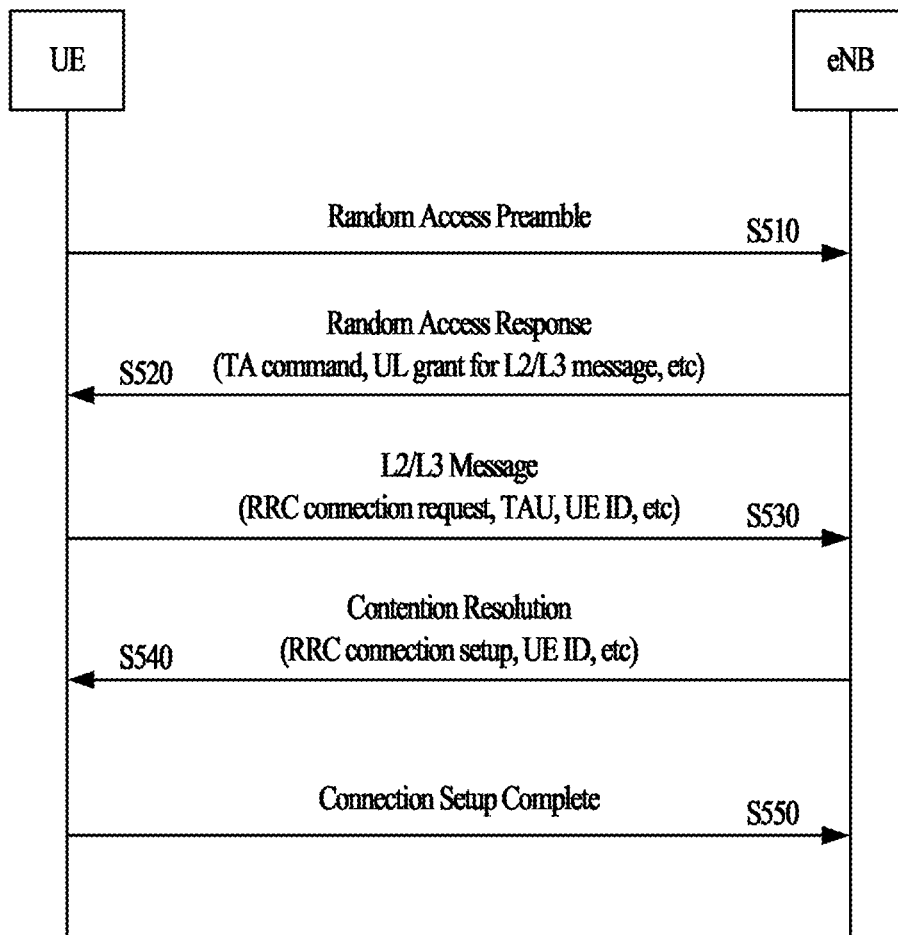 UE
eNB
Random Access Preamble
S510
Random Access Response
(TA command, UL grant for L2/L3 message, etc)
S520
L2/L3 Message
(RRC connection request, TAU, UE ID, etc)
S530
Contention Resolution
(RRC connection setup, UE ID, etc)
S540
Connection Setup Complete
S550